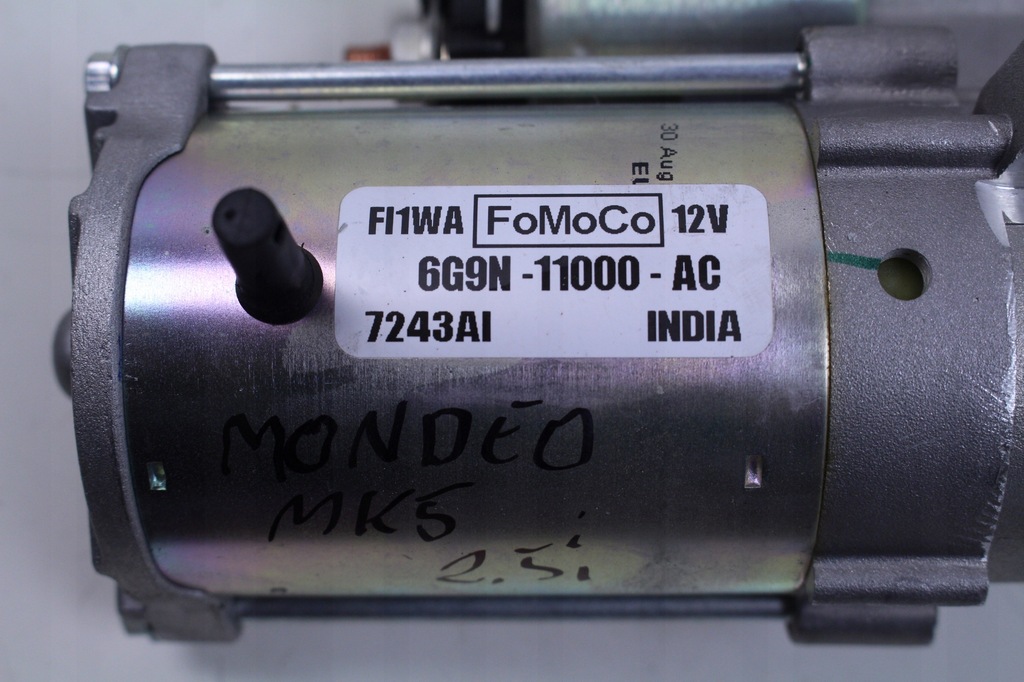 30 Aug
FI1WA FoMoCo 12V
6G9N -11000 - AC
7243AI INDIA
MONDEO
MK5
2.5i